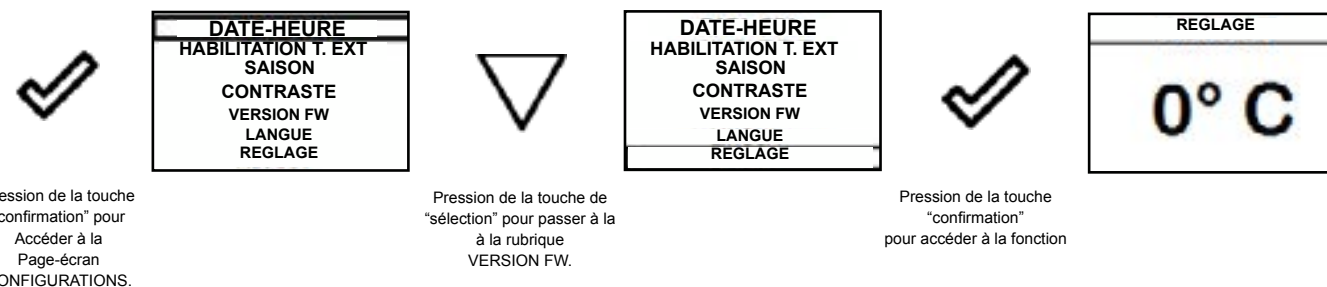 DATE-HEURE
HABILITATION T. EXT
SAISON
CONTRASTE
VERSION FW
LANGUE
REGLAGE
DATE-HEURE
HABILITATION T. EXT
SAISON
CONTRASTE
VERSION FW
LANGUE
REGLAGE
REGLAGE
0° C
ession de la touche
confirmation” pour
Accéder à la
Page-écran
ONFIGURATIONS.
Pression de la touche de
“sélection” pour passer à la
à la rubrique
VERSION FW.
Pression de la touche
“confirmation”
pour accéder à la fonction